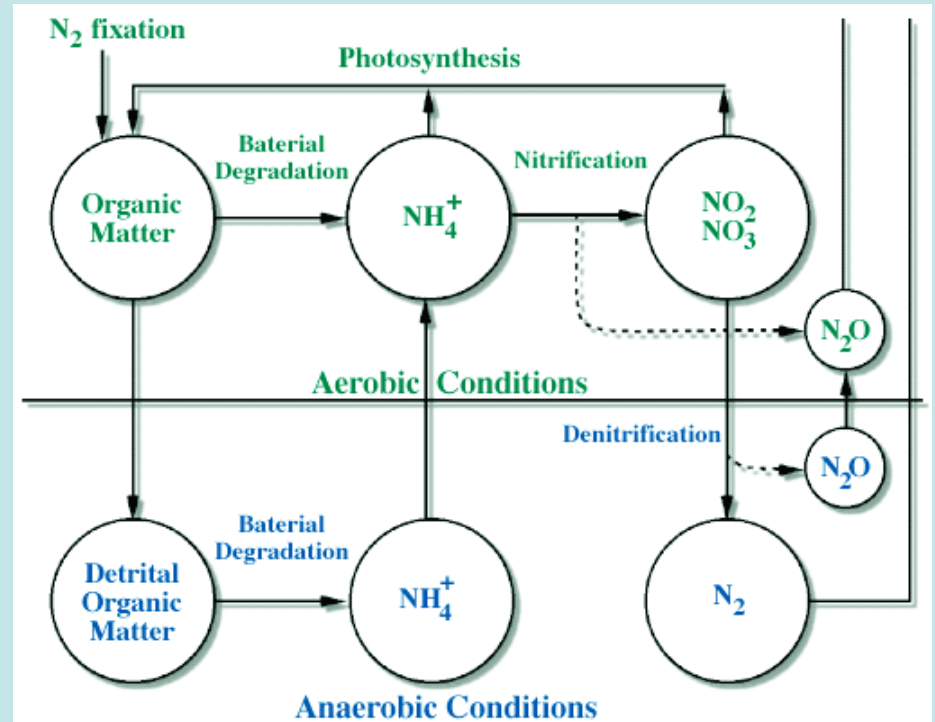 N₂ fixation
Photosynthesis
Baterial
Degradation
Nitrification
Organic
Matter
NH₄⁺
NO₂
NO₃
N₂O
Aerobic Conditions
Denitrification
N₂O
Baterial
Degradation
Detrital
Organic
Matter
NH₄⁺
N₂
Anaerobic Conditions